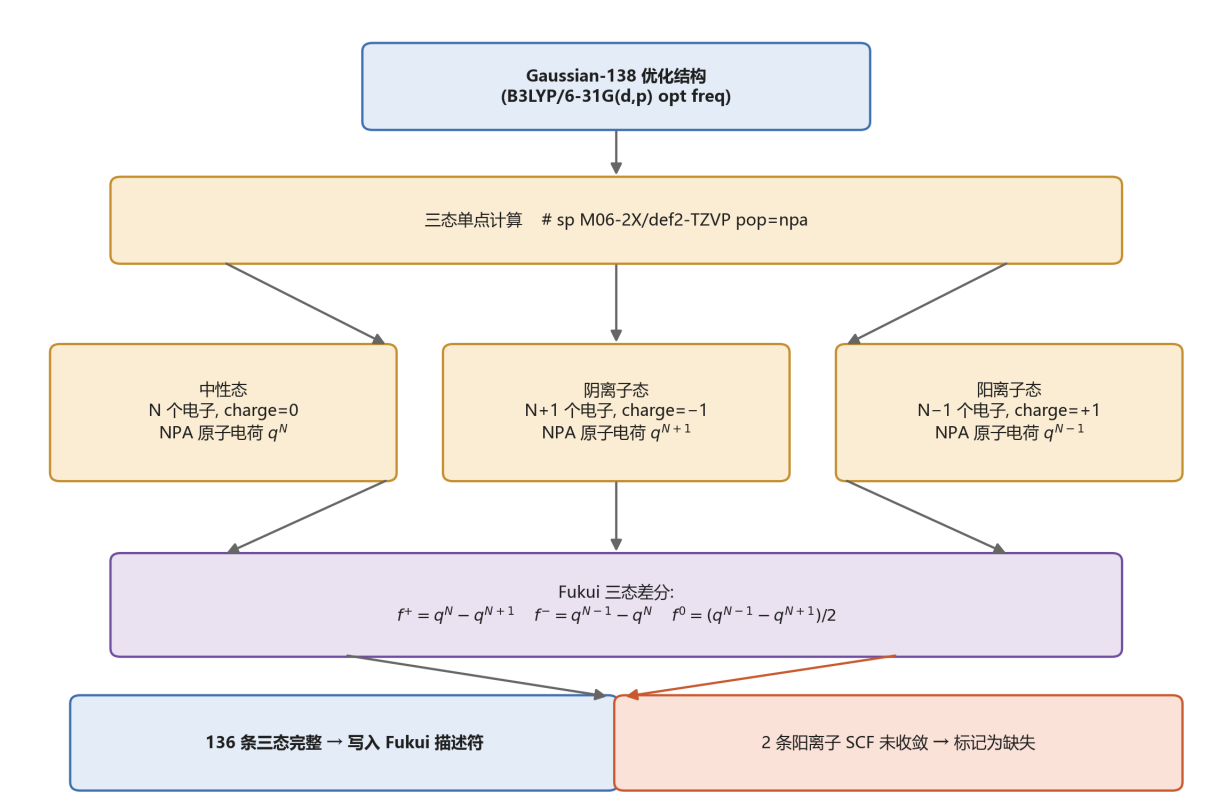 Gaussian-138 优化结构
(B3LYP/6-31G(d,p) opt freq)
三态单点计算 # sp M06-2X/def2-TZVP pop=npa
中性态
N 个电子, charge=0
NPA 原子电荷 $q^{N}$
阴离子态
N+1 个电子, charge=−1
NPA 原子电荷 $q^{N+1}$
阳离子态
N−1 个电子, charge=+1
NPA 原子电荷 $q^{N-1}$
Fukui 三态差分:
$f^{+} = q^{N} - q^{N+1}$ $f^{-} = q^{N-1} - q^{N}$ $f^{0} = (q^{N-1} - q^{N+1})/2$
136 条三态完整 → 写入 Fukui 描述符
2 条阳离子 SCF 未收敛 → 标记为缺失